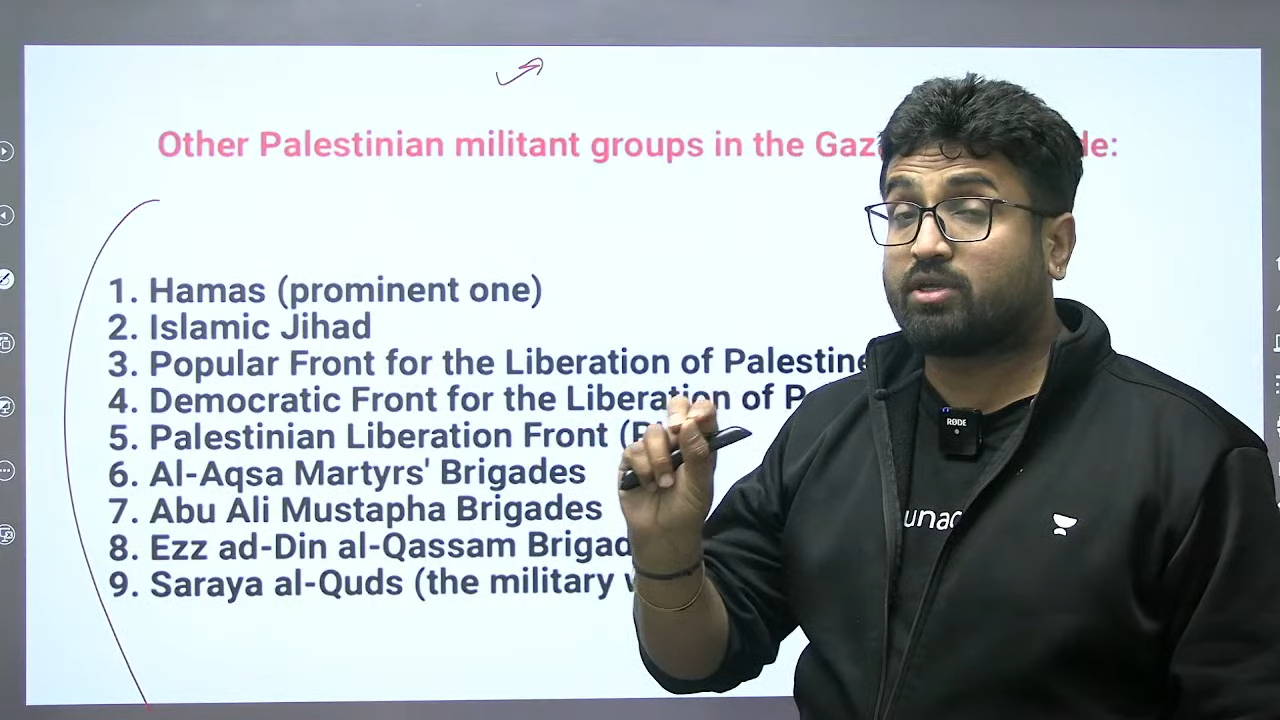 Other Palestinian militant groups in the Gaz de:
1. Hamas (prominent one)
2. Islamic Jihad
3. Popular Front for the Liberation of Palestine
4. Democratic Front for the Liberation of P
5. Palestinian Liberation Front (P
6. Al-Aqsa Martyrs' Brigades
7. Abu Ali Mustapha Brigades
8. Ezz ad-Din al-Qassam Brigad
9. Saraya al-Quds (the military w
RØDE
unac